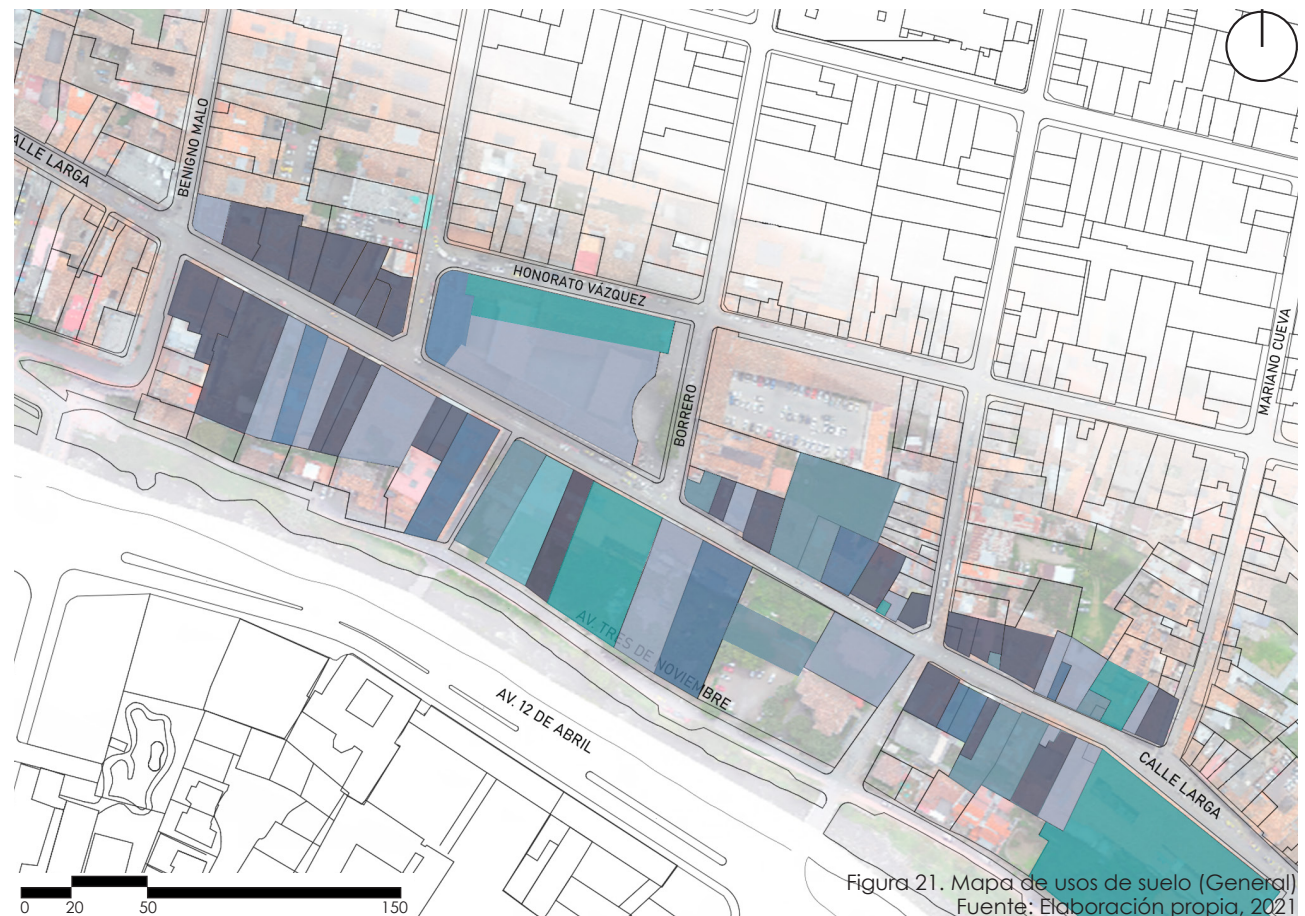 BENIGNO MALO
ALLE LARGA
HONORATO VÁZQUEZ
BORRERO
MARIANO CUEVA
AV. TRES DE NOVIEMBRE
AV. 12 DE ABRIL
CALLE LARGA
Figura 21. Mapa de usos de suelo (General)
Fuente: Elaboración propia, 2021
0 20 50 150